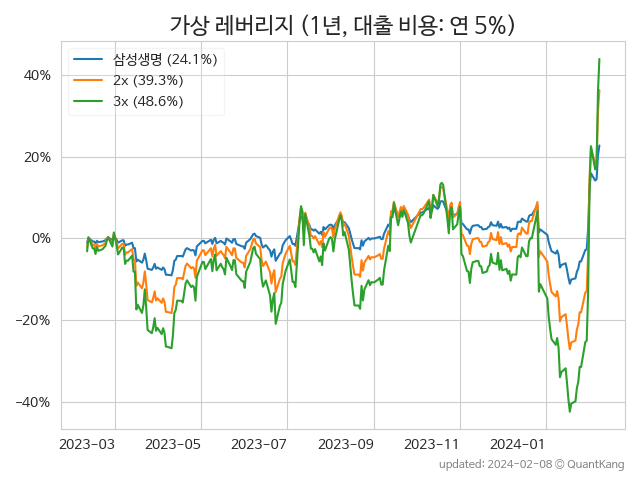 가상 레버리지 (1년, 대출 비용: 연 5%)
삼성생명 (24.1%)
2x (39.3%)
3x (48.6%)
40%
20%
0%
−20%
−40%
2023-03 2023-05 2023-07 2023-09 2023-11 2024-01
updated: 2024-02-08 © QuantKang